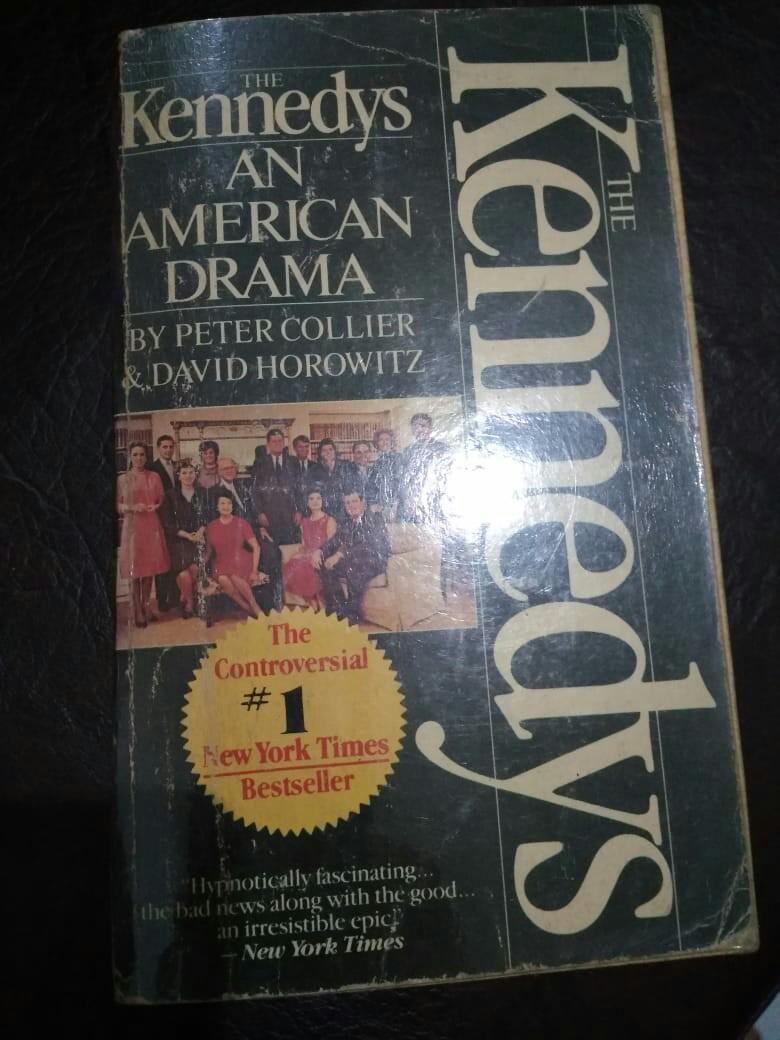 THE
Kennedys
AN
AMERICAN
DRAMA
BY PETER COLLIER
& DAVID HOROWITZ
The
Controversial
#1
New York Times
Bestseller
"Hypnotically fascinating...
the bad news along with the good...
an irresistible epic!"
– New York Times
THE
Kennedys